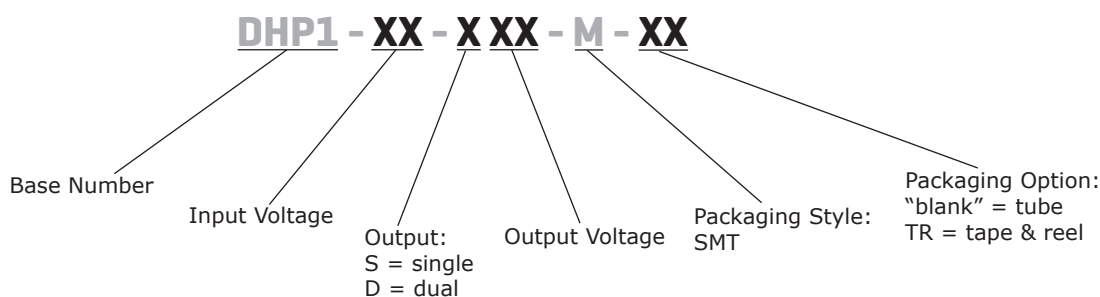 DHP1 - XX - X XX - M - XX
Base Number
Input Voltage
Output:
S = single
D = dual
Output Voltage
Packaging Style:
SMT
Packaging Option:
“blank” = tube
TR = tape & reel